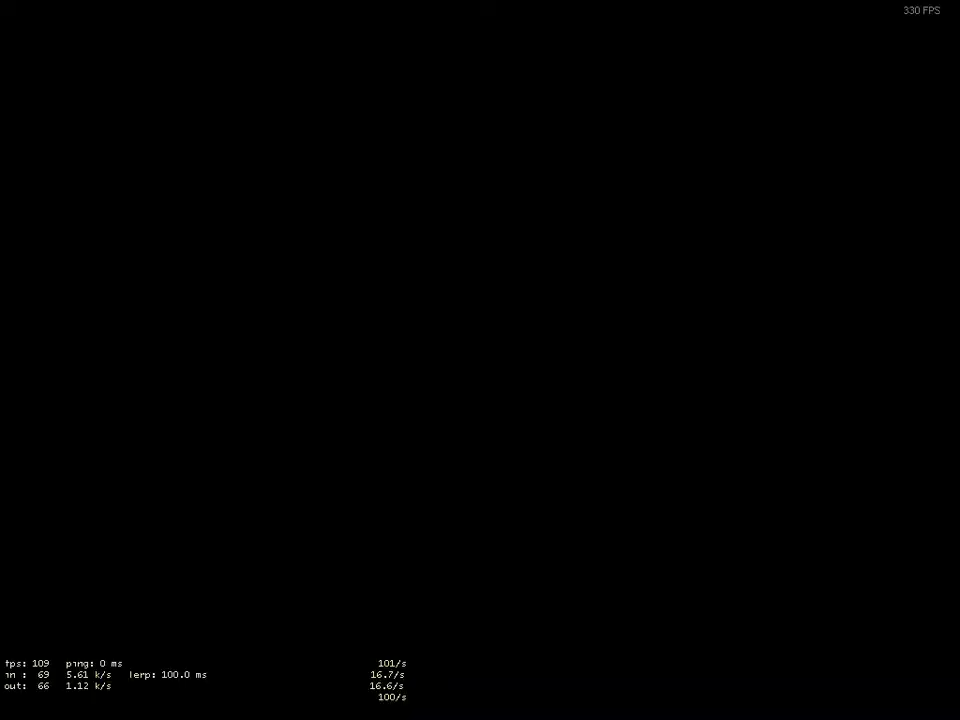 330 FPS
fps: 109 ping: 0 ms 101/s
in : 69 5.61 k/s lerp: 100.0 ms 16.7/s
out: 66 1.12 k/s 16.6/s
100/s